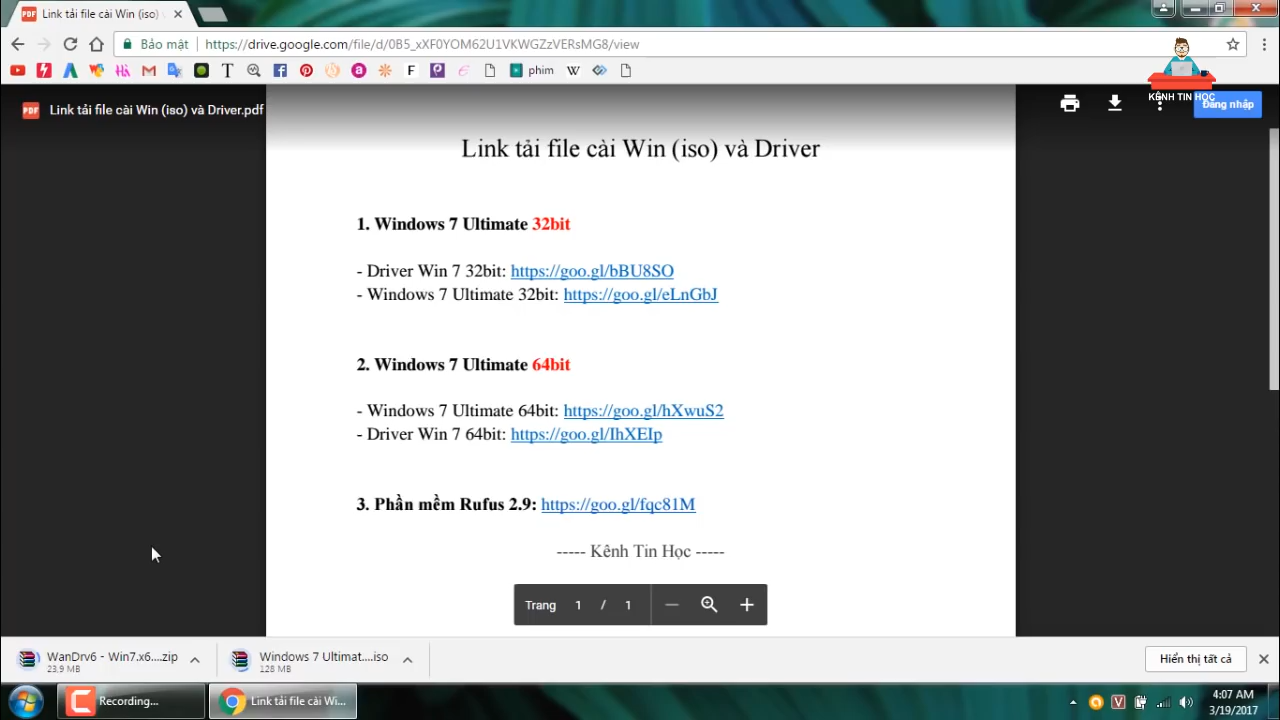 Link tải file cài Win (iso)
Bảo mật
https://drive.google.com/file/d/0B5_xXF0YOM62U1VKWGZzVERsMG8/view
phim
KÊNH TIN HỌC
Link tải file cài Win (iso) và Driver.pdf
Đăng nhập
Link tải file cài Win (iso) và Driver
1. Windows 7 Ultimate 32bit
- Driver Win 7 32bit: https://goo.gl/bBU8SO
- Windows 7 Ultimate 32bit: https://goo.gl/eLnGbJ
2. Windows 7 Ultimate 64bit
- Windows 7 Ultimate 64bit: https://goo.gl/hXwuS2
- Driver Win 7 64bit: https://goo.gl/IhXEIp
3. Phần mềm Rufus 2.9: https://goo.gl/fqc81M
----- Kênh Tin Học -----
Trang 1 / 1
WanDrv6 - Win7.x6....zip
23,9 MB
Windows 7 Ultimat....iso
128 MB
Hiển thị tất cả
Recording...
Link tải file cài Wi...
4:07 AM
3/19/2017